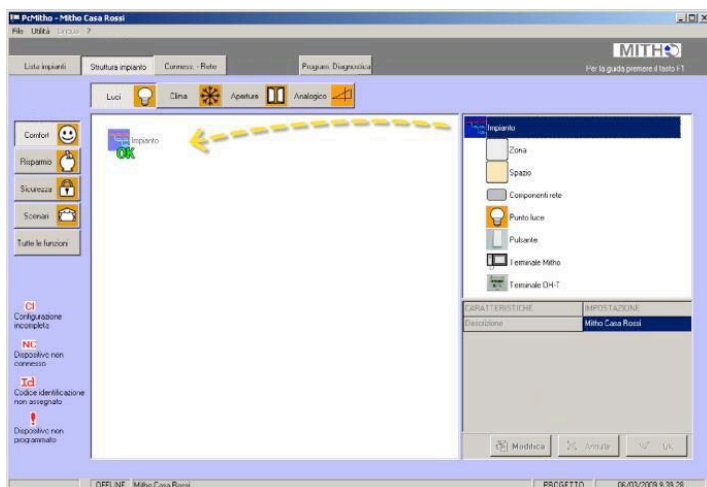 PcMitho - Mitho Casa Rossi
File Utilità Lingua ?
MITHO
Lista impianti Struttura impianto Conness. - Rete Program. Diagnostica
Per la guida premere il tasto F1
Luci Clima Aperture Analogico
Comfort
Risparmio
Sicurezza
Scenari
Tutte le funzioni
CI
Configurazione
incompleta
NC
Dispositivo non
connesso
Id
Codice identificazione
non assegnato
!
Dispositivo non
programmato
Impianto
OK
Impianto
Zona
Spazio
Componenti rete
Punto luce
Pulsante
Terminale Mitho
Terminale OH-T
CARATTERISTICHE IMPOSTAZIONE
Descrizione Mitho Casa Rossi
Modifica Annulla Ok
OFFLINE Mitho Casa Rossi PROGETTO 06/03/2009 9.39.28